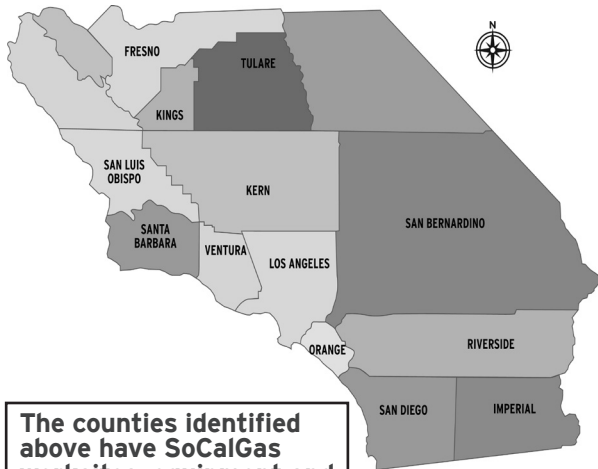 N
FRESNO
TULARE
KINGS
SAN LUIS
OBISPO
KERN
SAN BERNARDINO
SANTA
BARBARA
VENTURA
LOS ANGELES
ORANGE
RIVERSIDE
SAN DIEGO
IMPERIAL
The counties identified
above have SoCalGas